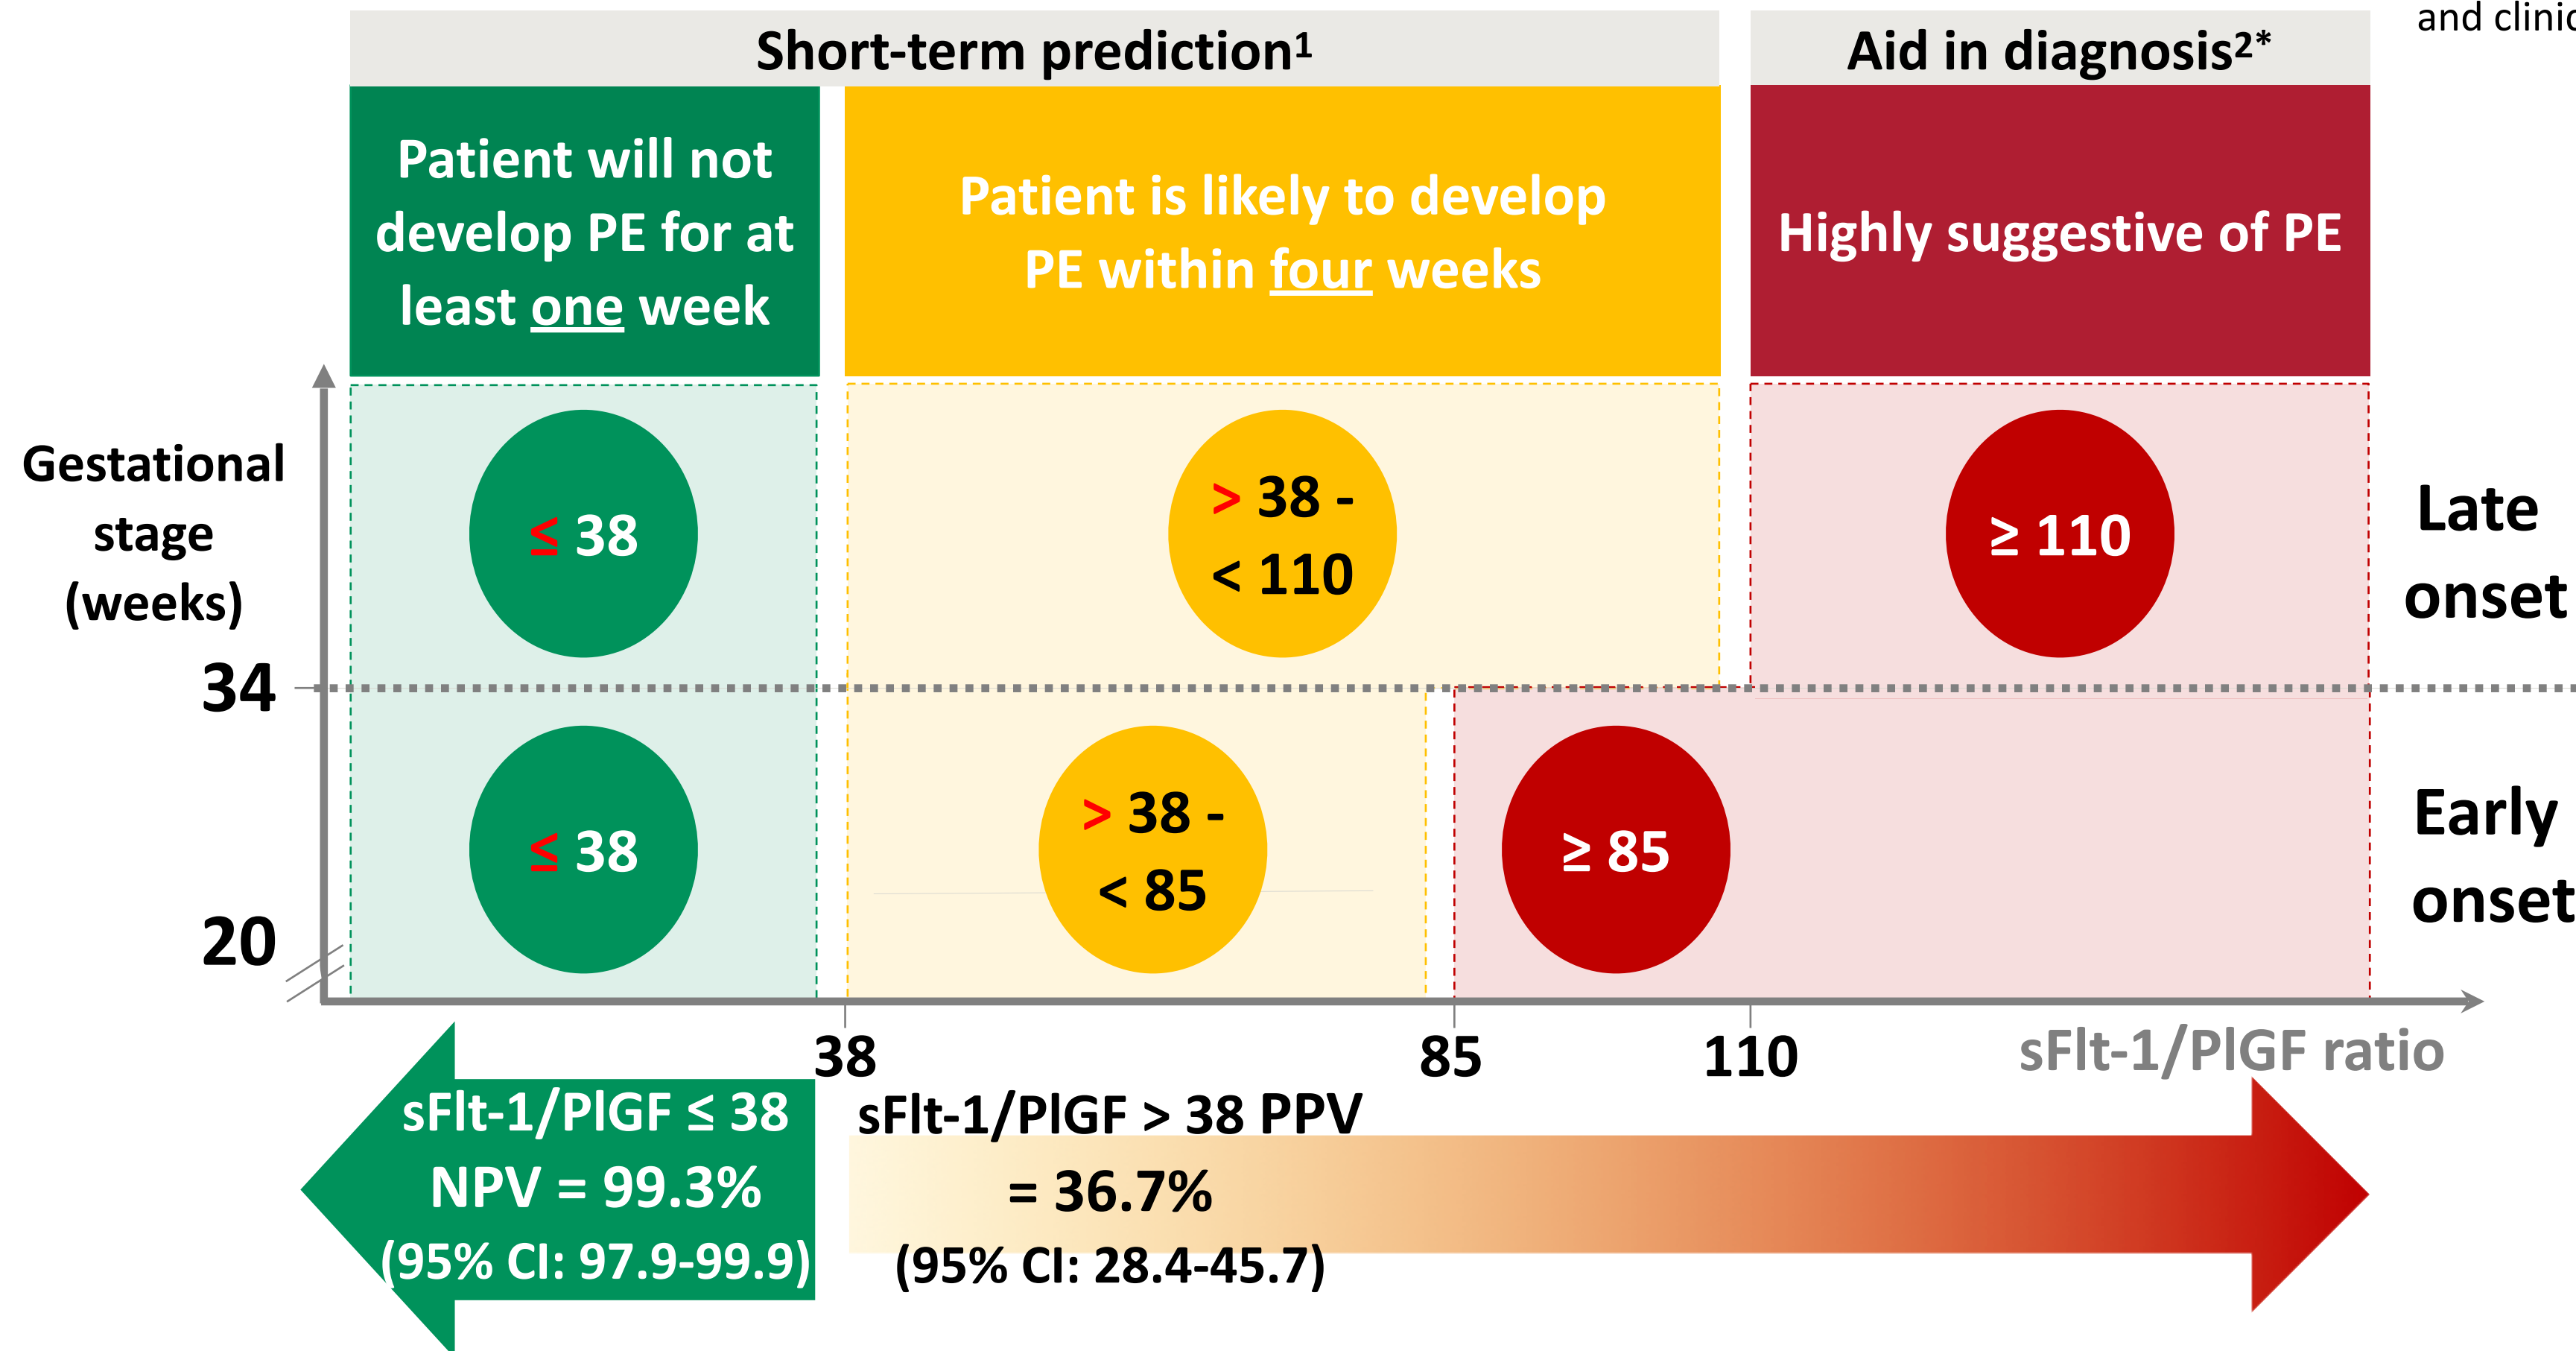 and clinic
Short-term prediction1
Aid in diagnosis2*
Patient will not
develop PE for at
least one week
Patient is likely to develop
PE within four weeks
Highly suggestive of PE
Gestational
stage
(weeks)
≤ 38
> 38 -
< 110
≥ 110
Late
onset
34
≤ 38
> 38 -
< 85
≥ 85
Early
onset
20
38
85
110
sFlt-1/PlGF ratio
sFlt-1/PlGF ≤ 38
NPV = 99.3%
(95% CI: 97.9-99.9)
sFlt-1/PlGF > 38 PPV
= 36.7%
(95% CI: 28.4-45.7)